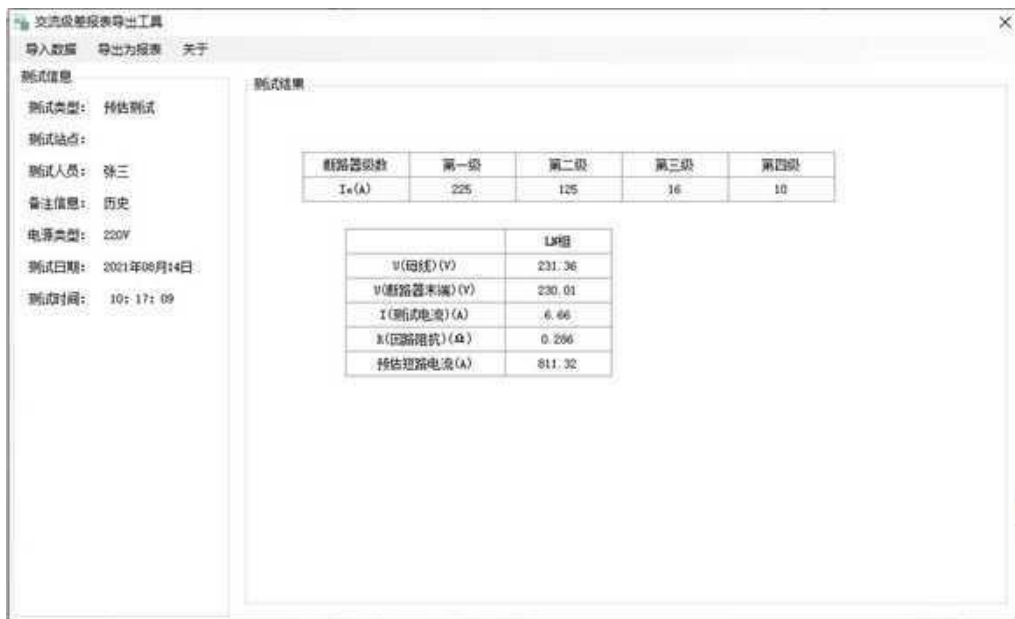 交流级差报表导出工具
导入数据 导出为报表 关于
测试信息
测试类型： 预估测试
测试站点：
测试人员： 张三
备注信息： 历史
电源类型： 220V
测试日期： 2021年08月14日
测试时间： 10: 17: 09
测试结果
断路器级数 第一级 第二级 第三级 第四级
In(A) 225 125 16 10
LN相
U(母线)(V) 231.36
U(断路器末端)(V) 230.01
I(测试电流)(A) 6.66
R(回路阻抗)(Ω) 0.286
预估短路电流(A) 811.32